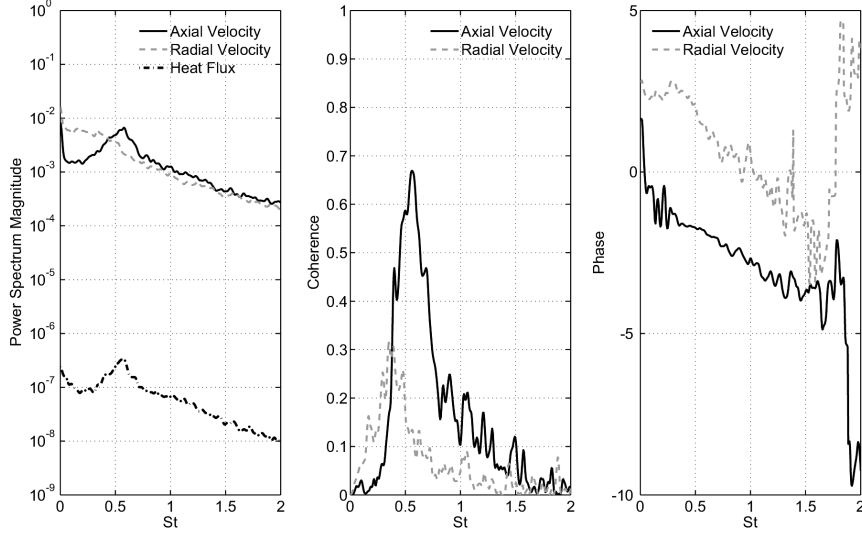 10^0
10^-1
10^-2
10^-3
10^-4
10^-5
10^-6
10^-7
10^-8
10^-9
Power Spectrum Magnitude
Axial Velocity
Radial Velocity
Heat Flux
0 0.5 1 1.5 2
St
1
0.9
0.8
0.7
0.6
0.5
0.4
0.3
0.2
0.1
0
Coherence
Axial Velocity
Radial Velocity
0 0.5 1 1.5 2
St
5
0
-5
-10
Phase
Axial Velocity
Radial Velocity
0 0.5 1 1.5 2
St